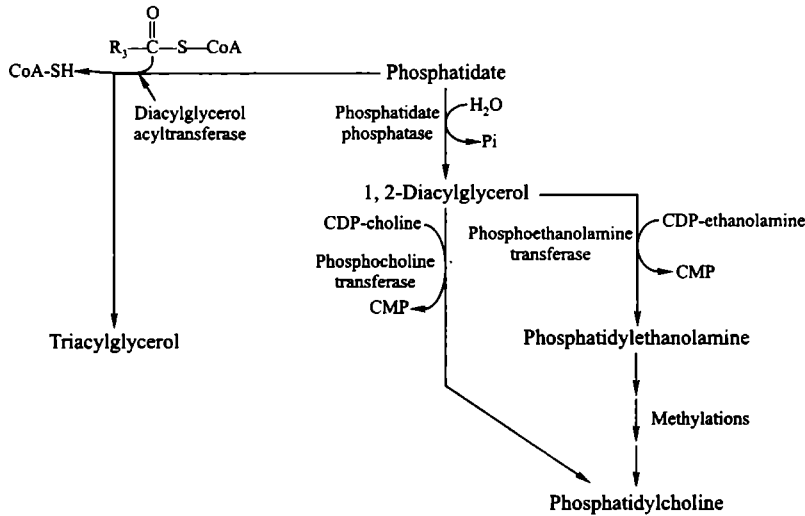 O
R3–C–S–CoA
CoA-SH
Phosphatidate
Diacylglycerol
acyltransferase
Phosphatidate
phosphatase
H2O
Pi
1, 2-Diacylglycerol
CDP-choline
Phosphocholine
transferase
CMP
Phosphoethanolamine
transferase
CDP-ethanolamine
CMP
Triacylglycerol
Phosphatidylethanolamine
Methylations
Phosphatidylcholine